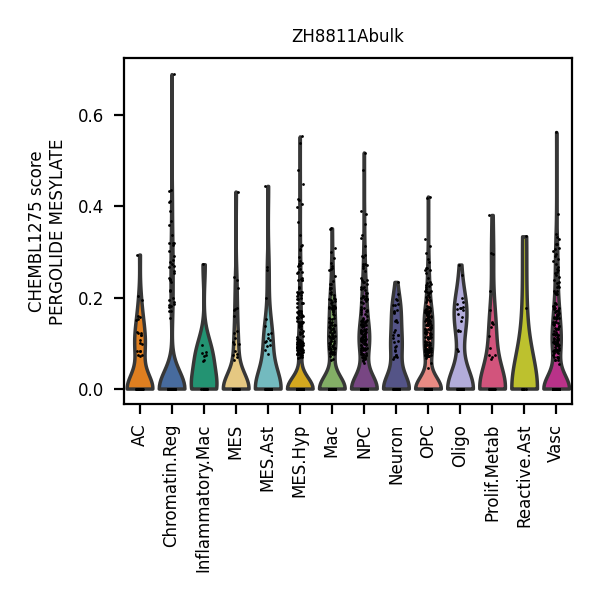 ZH8811Abulk
CHEMBL1275 score
PERGOLIDE MESYLATE
0.6
0.4
0.2
0.0
AC
Chromatin.Reg
Inflammatory.Mac
MES
MES.Ast
MES.Hyp
Mac
NPC
Neuron
OPC
Oligo
Prolif.Metab
Reactive.Ast
Vasc